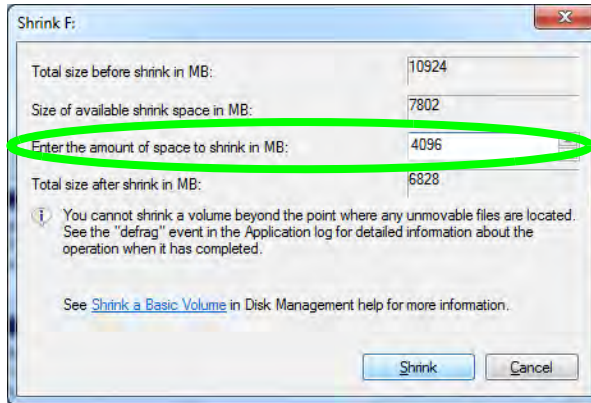 Shrink F:
Total size before shrink in MB: 10924
Size of available shrink space in MB: 7802
Enter the amount of space to shrink in MB: 4096
Total size after shrink in MB: 6828
You cannot shrink a volume beyond the point where any unmovable files are located.
See the "defrag" event in the Application log for detailed information about the
operation when it has completed.
See Shrink a Basic Volume in Disk Management help for more information.
Shrink Cancel